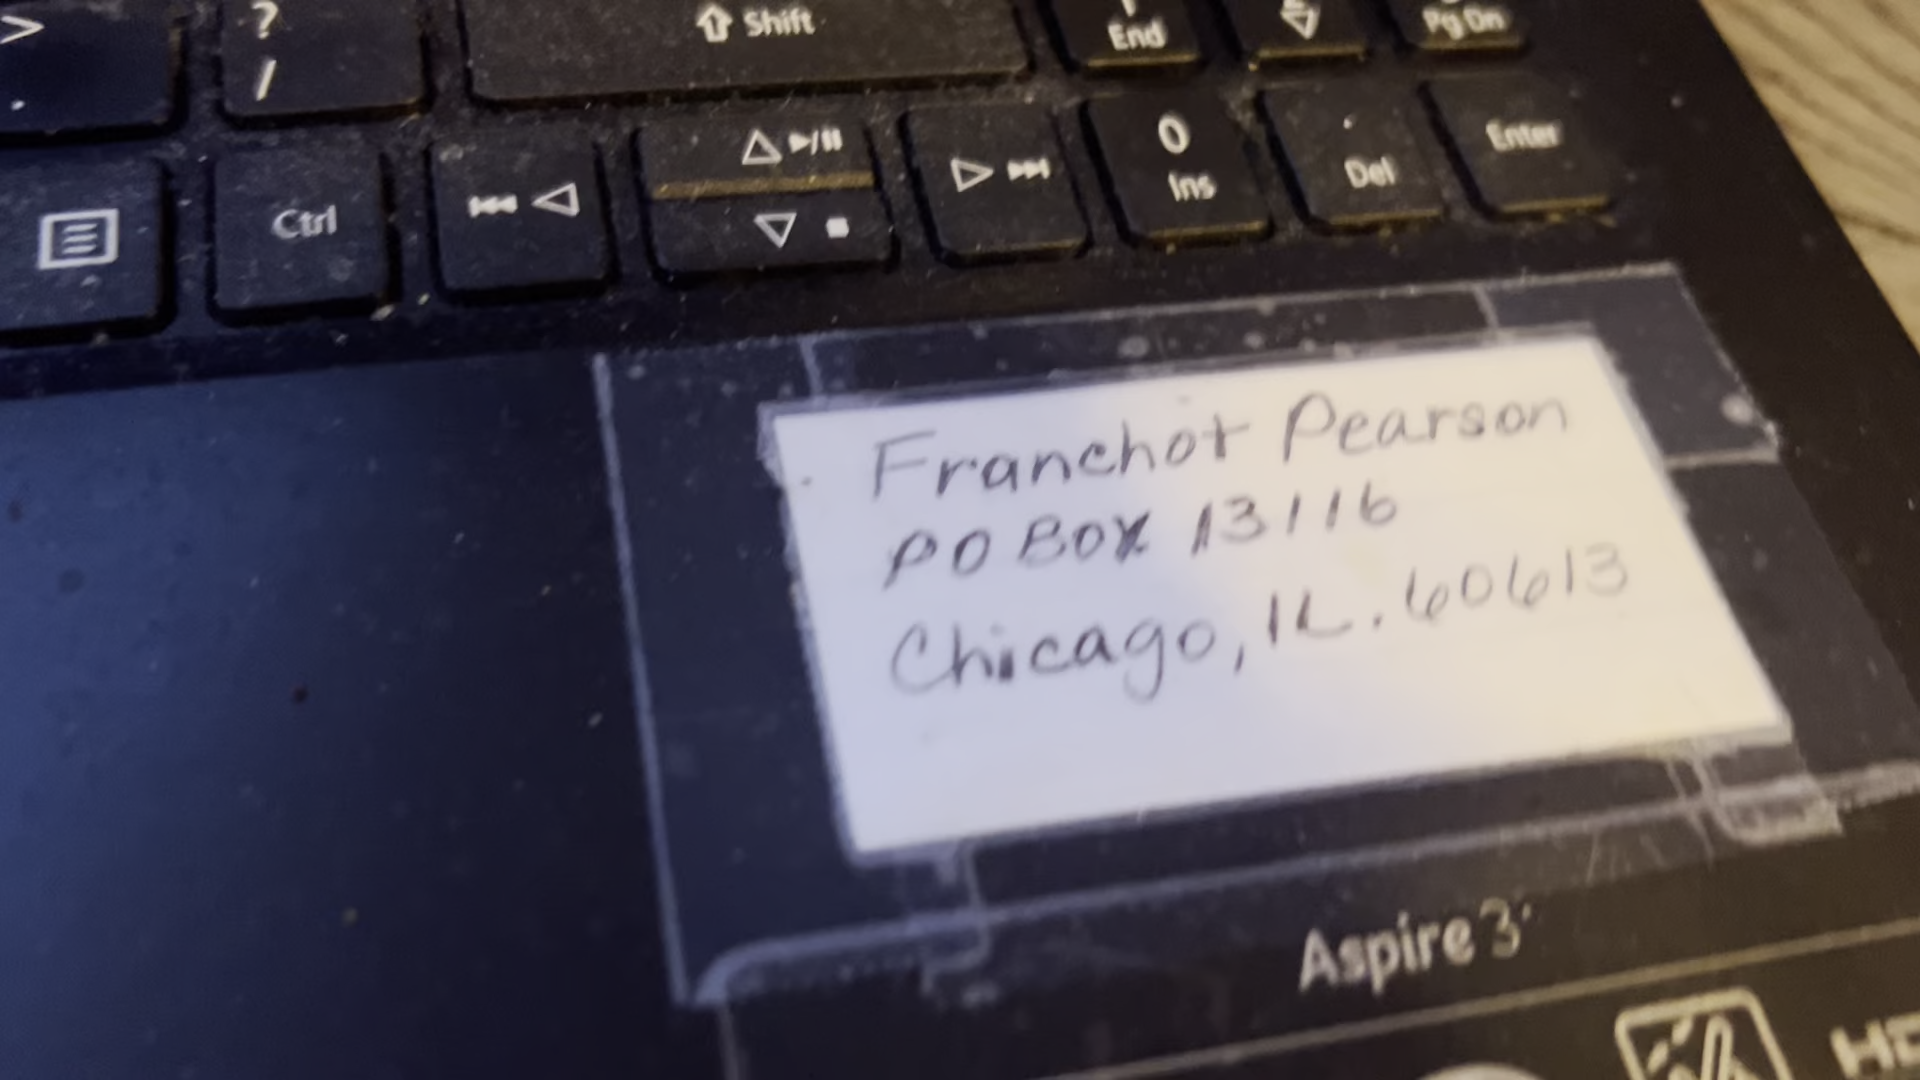 > ? ⇧ Shift End Pg Dn
. /
Ctrl 0 Ins . Del Enter
Franchot Pearson
PO Box 13116
Chicago, IL. 60613
Aspire 3